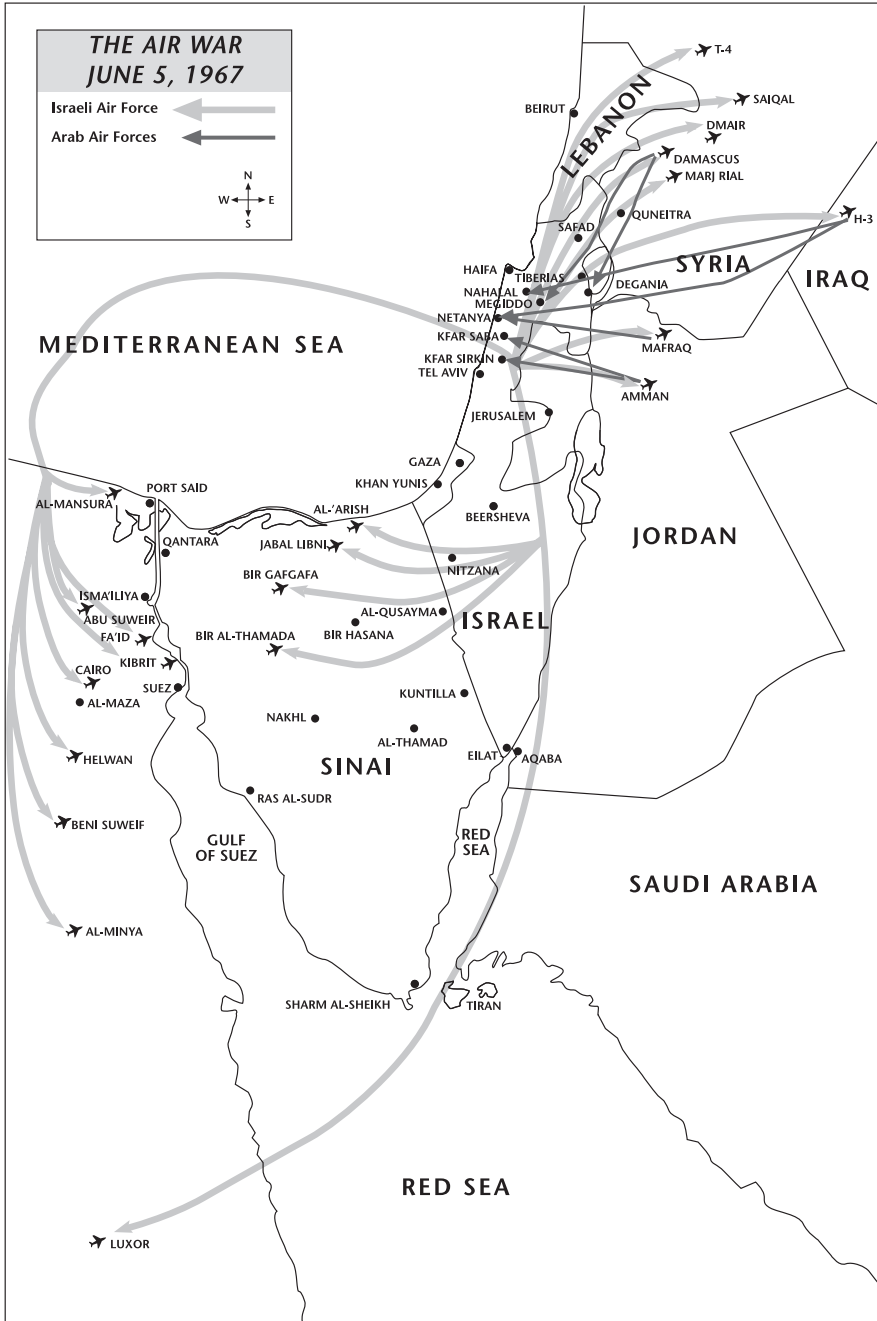 THE AIR WAR
JUNE 5, 1967
Israeli Air Force
Arab Air Forces
N
W
E
S
T-4
SAIQAL
BEIRUT
DMAIR
LEBANON
DAMASCUS
MARJ RIAL
QUNEITRA
H-3
SAFAD
SYRIA
IRAQ
HAIFA
TIBERIAS
DEGANIA
NAHALAL
MEGIDDO
NETANYA
KFAR SABA
MAFRAQ
MEDITERRANEAN SEA
KFAR SIRKIN
TEL AVIV
AMMAN
JERUSALEM
GAZA
KHAN YUNIS
PORT SAID
AL-MANSURA
AL-'ARISH
BEERSHEVA
JORDAN
QANTARA
JABAL LIBNI
NITZANA
BIR GAFGAFA
ISMA'ILIYA
ABU SUWEIR
AL-QUSAYMA
ISRAEL
FA'ID
BIR AL-THAMADA
BIR HASANA
KIBRIT
CAIRO
SUEZ
AL-MAZA
KUNTILLA
NAKHL
AL-THAMAD
EILAT
AQABA
HELWAN
SINAI
RAS AL-SUDR
BENI SUWEIF
GULF
OF SUEZ
RED
SEA
SAUDI ARABIA
AL-MINYA
SHARM AL-SHEIKH
TIRAN
RED SEA
LUXOR